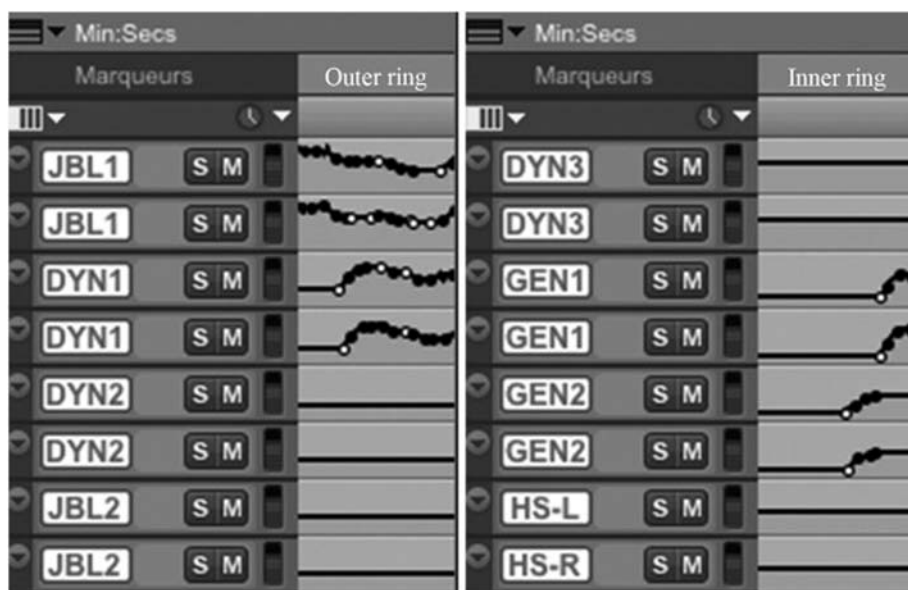 Min:Secs
Marqueurs Outer ring
JBL1 S M
JBL1 S M
DYN1 S M
DYN1 S M
DYN2 S M
DYN2 S M
JBL2 S M
JBL2 S M
Min:Secs
Marqueurs Inner ring
DYN3 S M
DYN3 S M
GEN1 S M
GEN1 S M
GEN2 S M
GEN2 S M
HS-L S M
HS-R S M